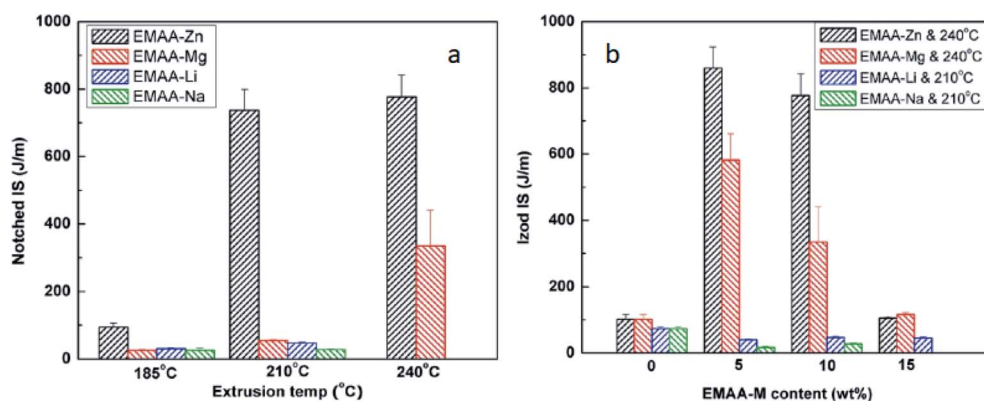 1000
800
600
400
200
0
Notched IS (J/m)
EMAA-Zn
EMAA-Mg
EMAA-Li
EMAA-Na
a
185°C
210°C
240°C
Extrusion temp (°C)
1000
800
600
400
200
0
Izod IS (J/m)
b
EMAA-Zn & 240°C
EMAA-Mg & 240°C
EMAA-Li & 210°C
EMAA-Na & 210°C
0
5
10
15
EMAA-M content (wt%)